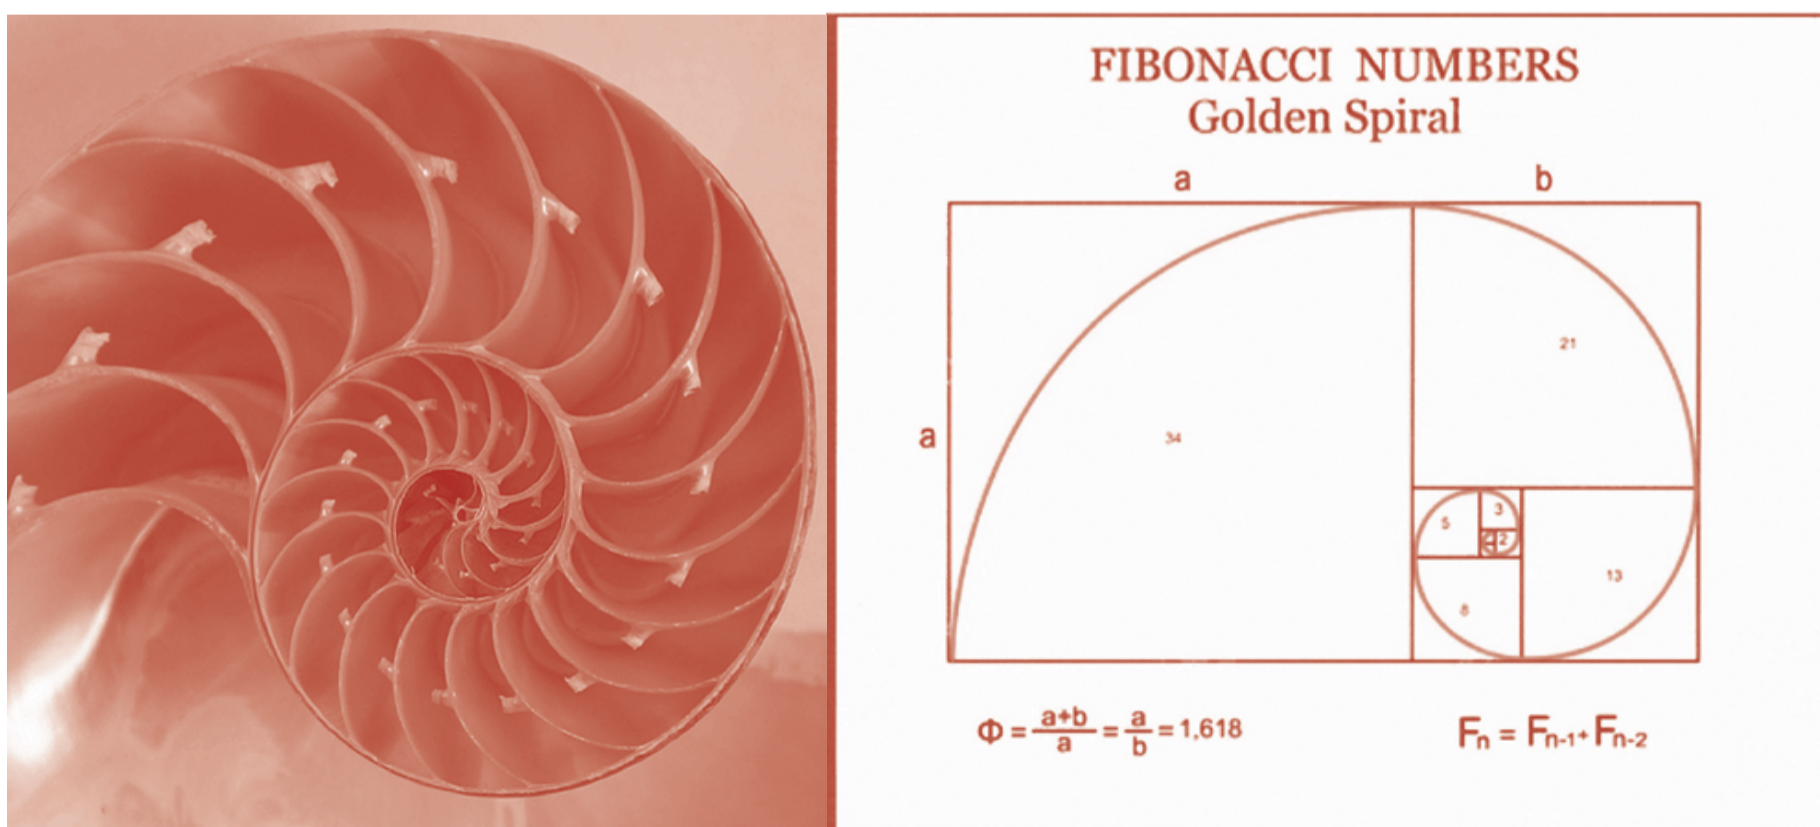 FIBONACCI NUMBERS
Golden Spiral
a
b
a
34
21
5
3
2
13
8
Φ = a+b/a = a/b = 1,618
Fn = Fn-1+ Fn-2